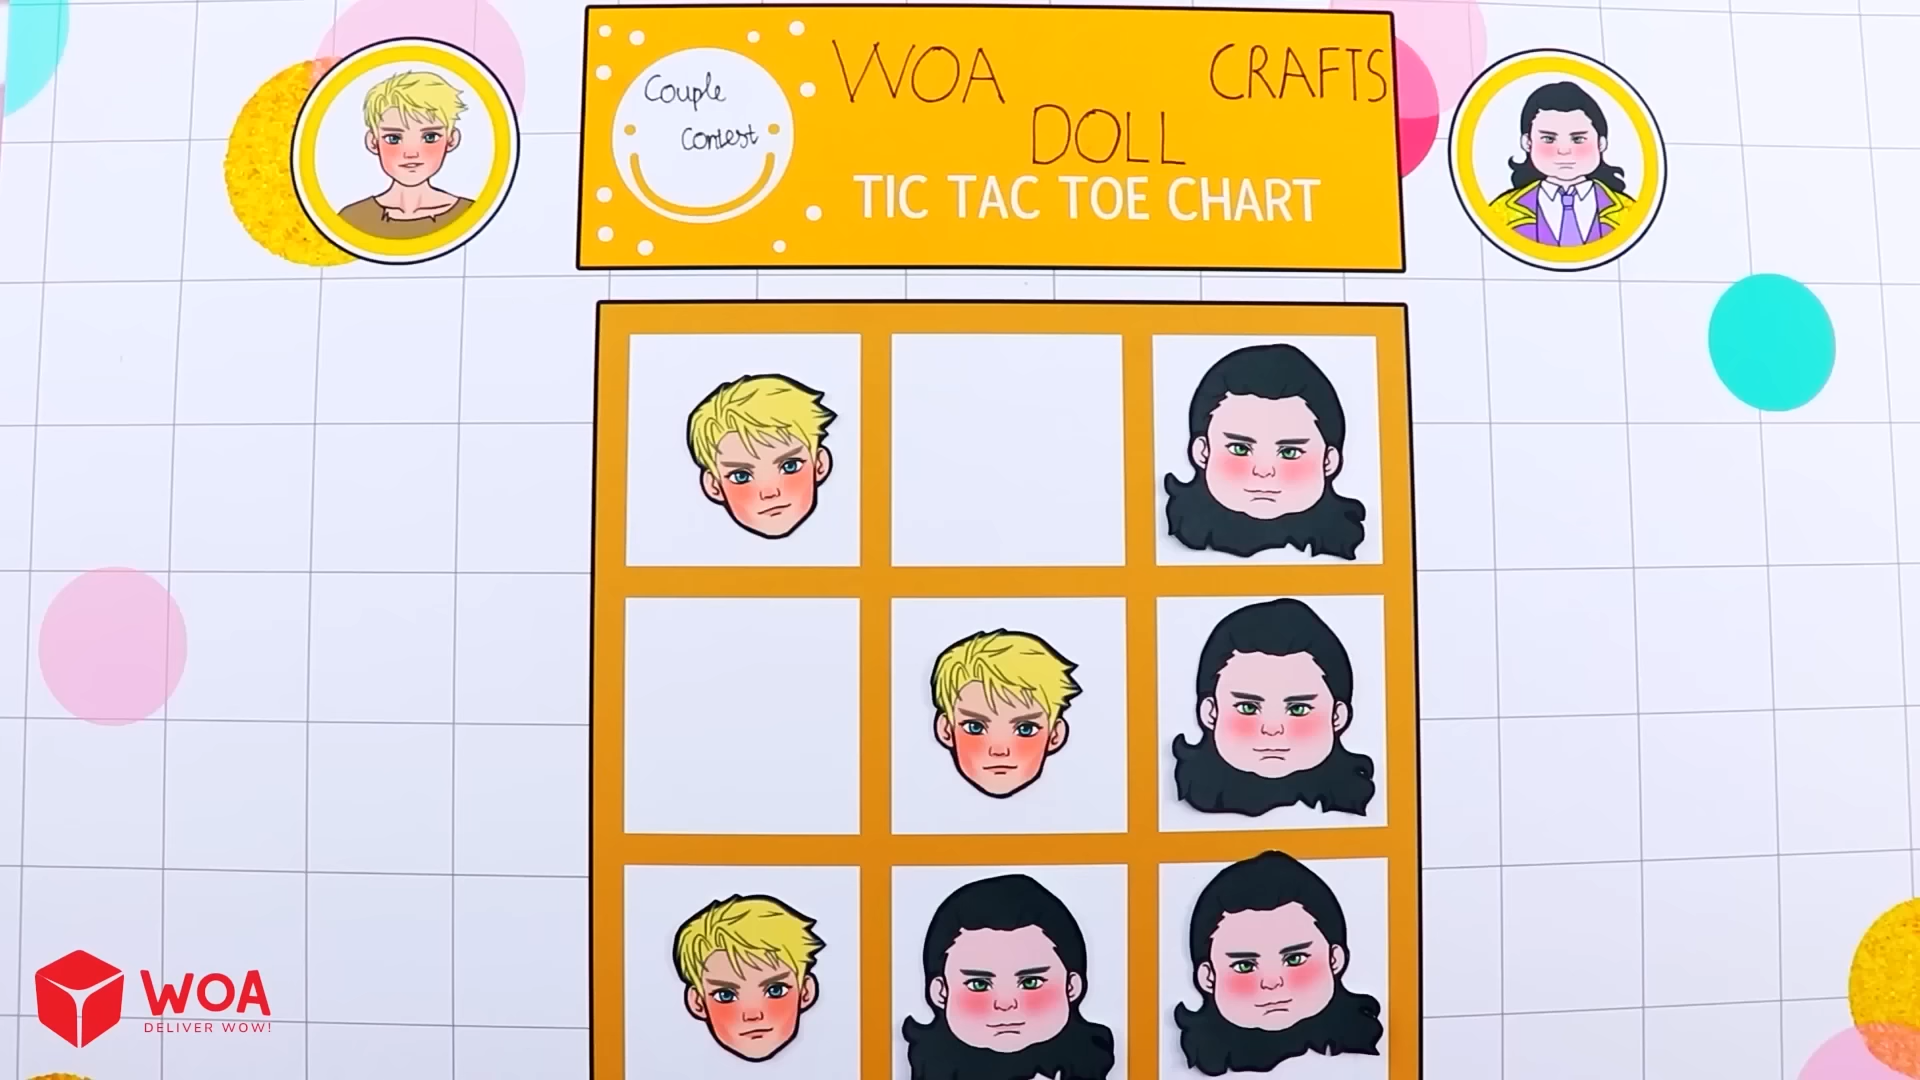 Couple
Contest
WOA CRAFTS
DOLL
TIC TAC TOE CHART
WOA
DELIVER WOW!